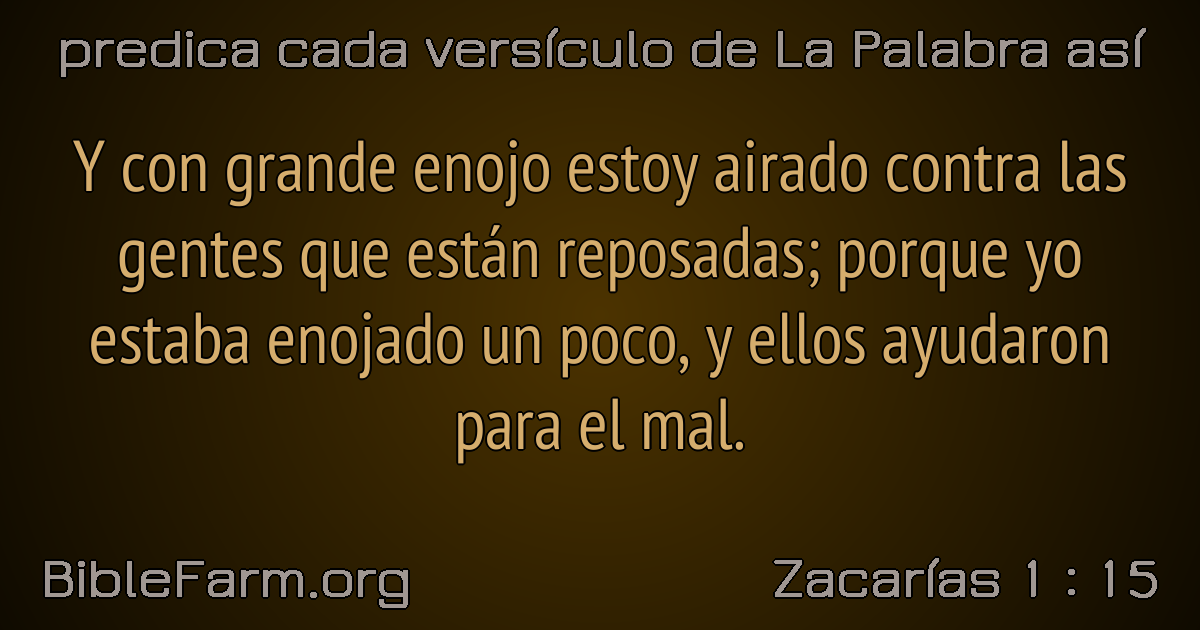 predica cada versículo de La Palabra así
Y con grande enojo estoy airado contra las
gentes que están reposadas; porque yo
estaba enojado un poco, y ellos ayudaron
para el mal.
BibleFarm.org
Zacarías 1 : 15